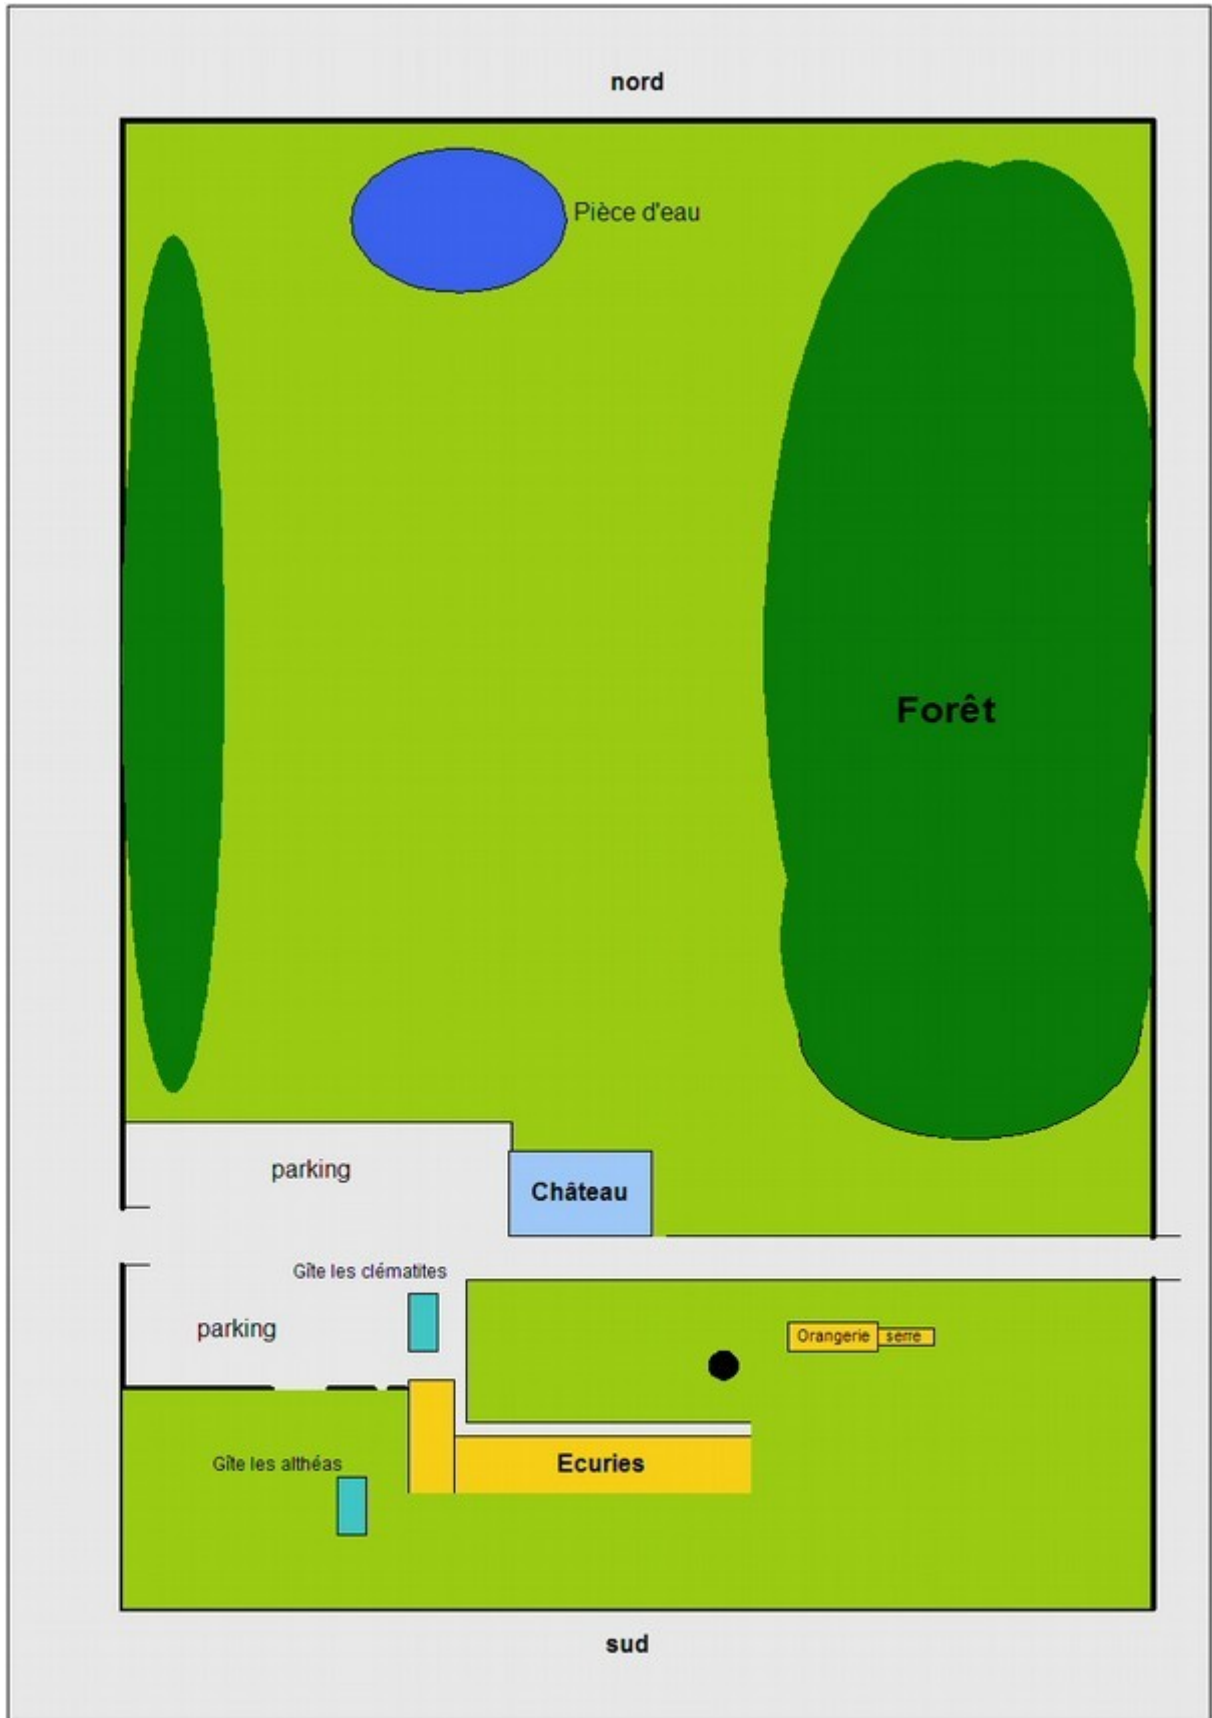 nord
Pièce d'eau
Forêt
parking
Château
Gîte les clématites
parking
Orangerie serre
Gîte les althéas
Ecuries
sud